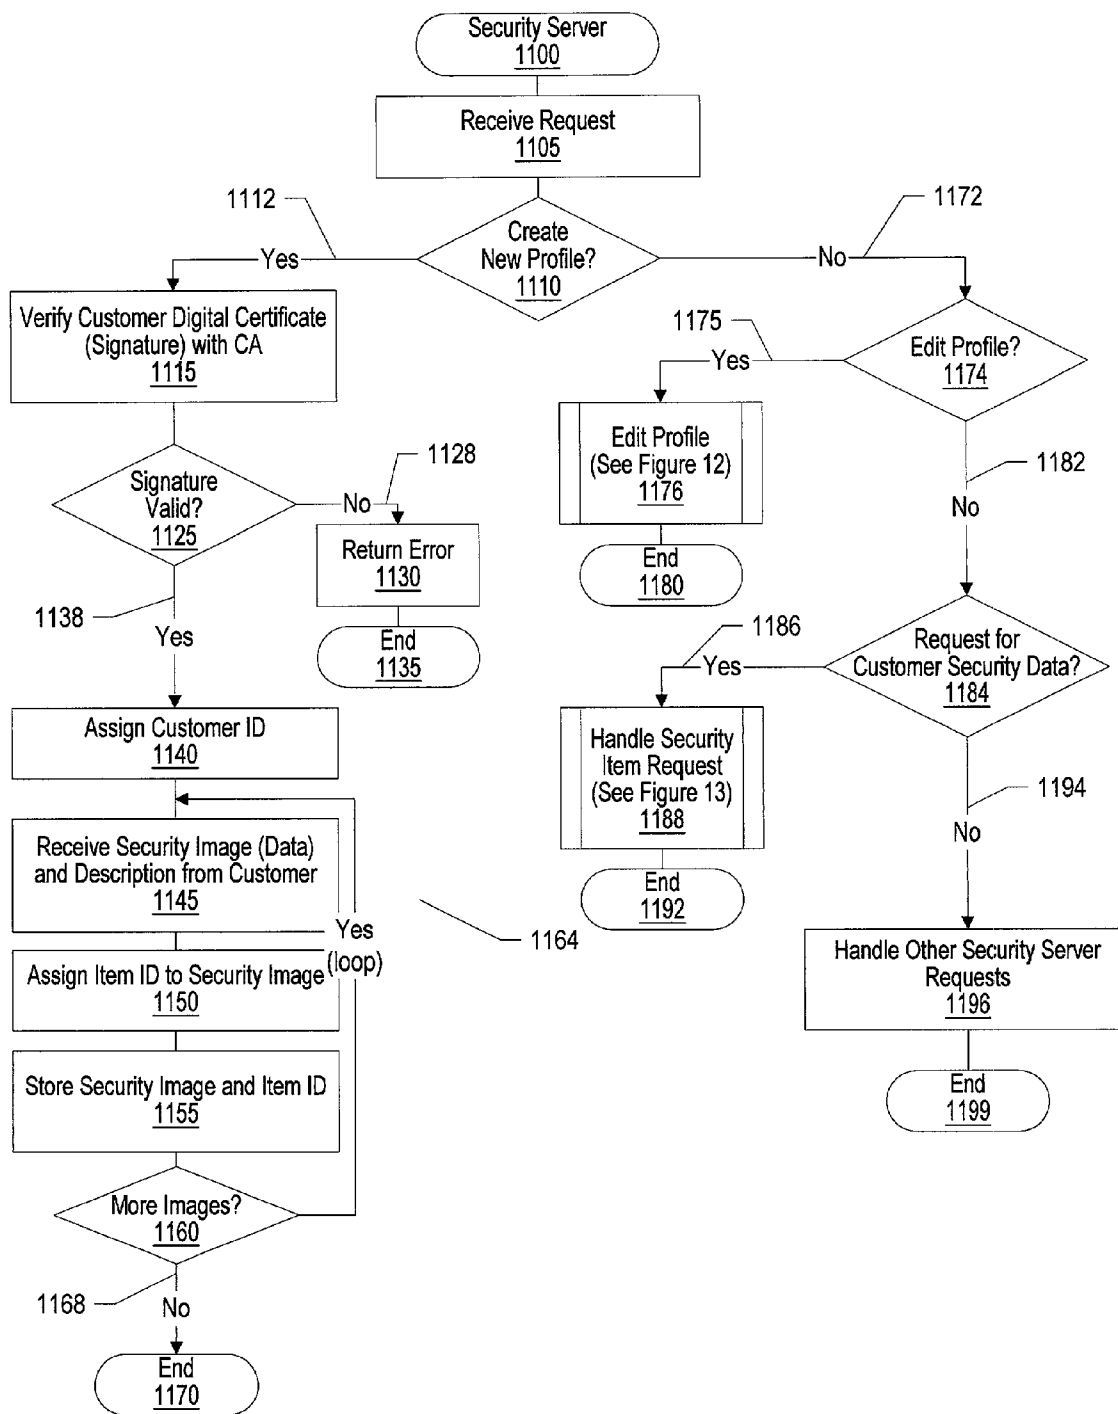 Security Server
1100
Receive Request
1105
1112
1172
Create
New Profile?
1110
Yes
No
Verify Customer Digital Certificate
(Signature) with CA
1115
1175
Edit Profile?
1174
Yes
Edit Profile
(See Figure 12)
1176
1182
No
End
1180
Signature
Valid?
1125
1128
No
Return Error
1130
End
1135
1138
Yes
1186
Request for
Customer Security Data?
1184
Yes
Assign Customer ID
1140
Handle Security
Item Request
(See Figure 13)
1188
1194
No
End
1192
Receive Security Image (Data)
and Description from Customer
1145
Yes
(loop)
1164
Assign Item ID to Security Image
1150
Handle Other Security Server
Requests
1196
Store Security Image and Item ID
1155
End
1199
More Images?
1160
1168
No
End
1170